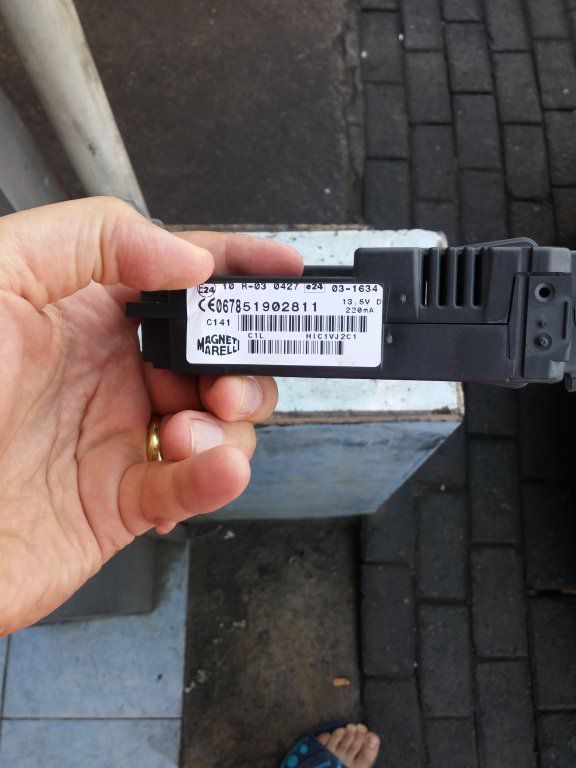 E24 10 R-03 0427 e24 03-1634
CE0678 51902811 13.5V D
220mA
C141
C1L HIC1VJ2C1
MAGNETI
MARELLI